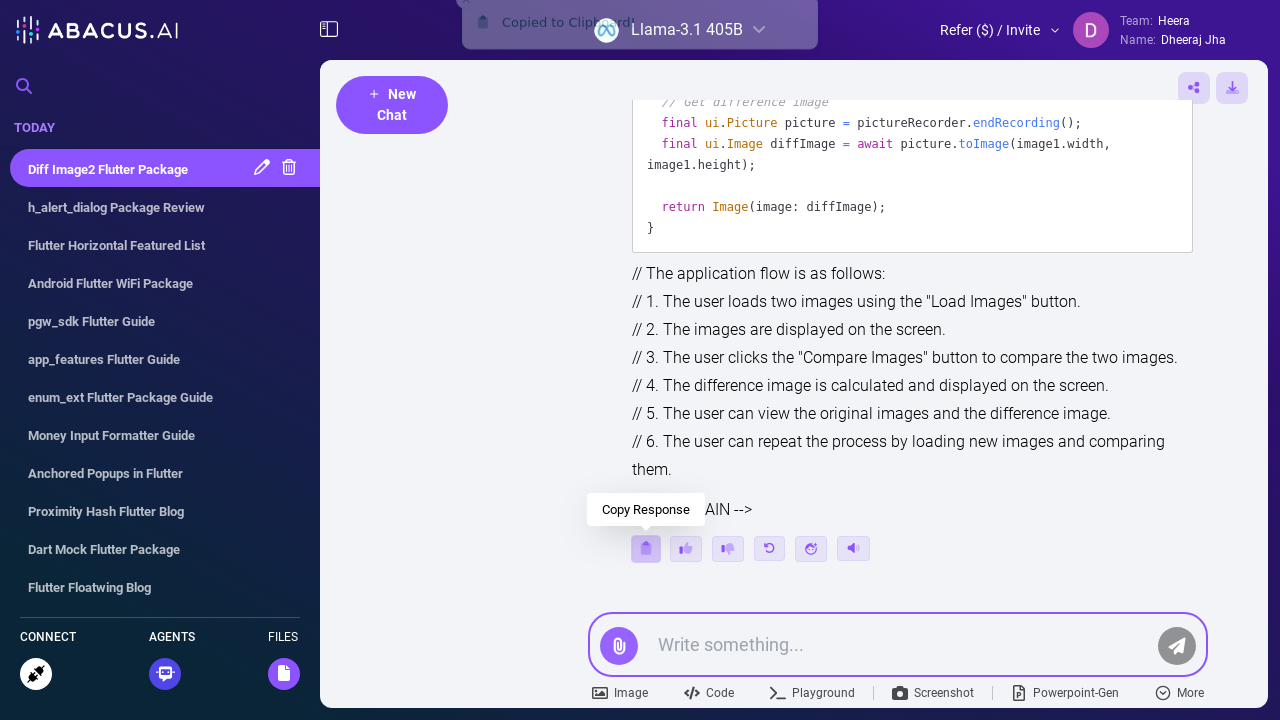 ABACUS.AI
Copied to Clipboard!
Llama-3.1 405B
Refer ($) / Invite
D
Team: Heera
Name: Dheeraj Jha
TODAY
Diff Image2 Flutter Package
h_alert_dialog Package Review
Flutter Horizontal Featured List
Android Flutter WiFi Package
pgw_sdk Flutter Guide
app_features Flutter Guide
enum_ext Flutter Package Guide
Money Input Formatter Guide
Anchored Popups in Flutter
Proximity Hash Flutter Blog
Dart Mock Flutter Package
Flutter Floatwing Blog
CONNECT
AGENTS
FILES
+ New
Chat
// Get difference image
final ui.Picture picture = pictureRecorder.endRecording();
final ui.Image diffImage = await picture.toImage(image1.width,
image1.height);
return Image(image: diffImage);
}
// The application flow is as follows:
// 1. The user loads two images using the "Load Images" button.
// 2. The images are displayed on the screen.
// 3. The user clicks the "Compare Images" button to compare the two images.
// 4. The difference image is calculated and displayed on the screen.
// 5. The user can view the original images and the difference image.
// 6. The user can repeat the process by loading new images and comparing
them.
AIN -->
Copy Response
Write something...
Image
Code
Playground
Screenshot
Powerpoint-Gen
More